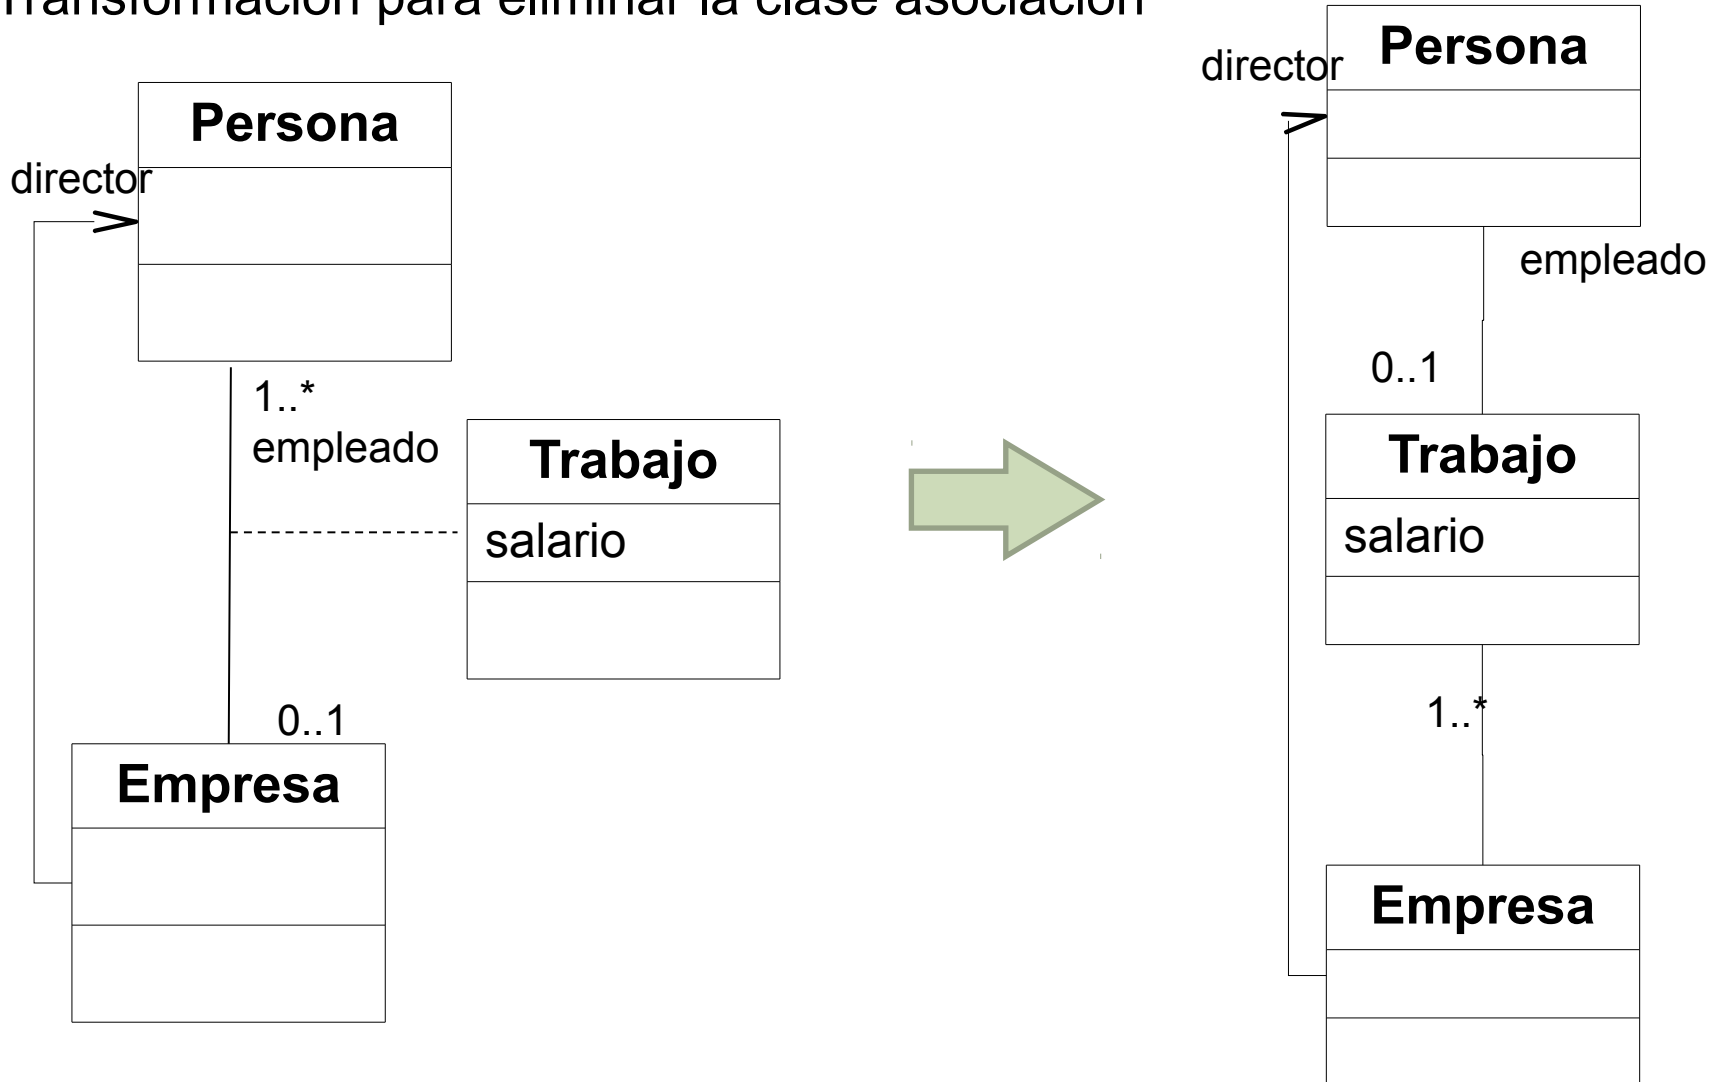 Transformación para eliminar la clase asociación
Persona
director
1..*
empleado
Trabajo
salario
0..1
Empresa
Persona
director
empleado
0..1
Trabajo
salario
1..*
Empresa